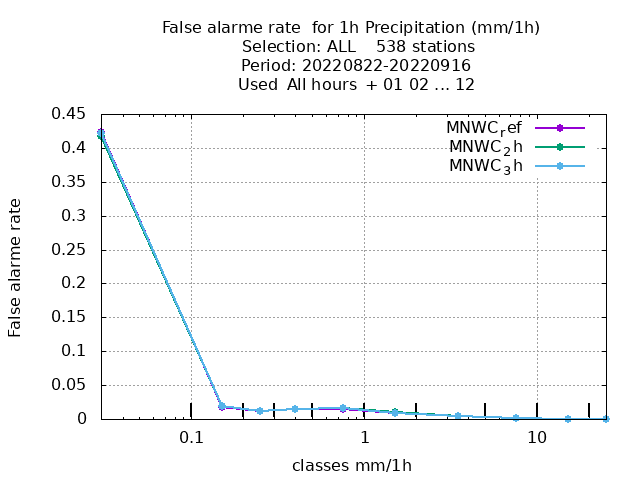 False alarme rate  for 1h Precipitation (mm/1h)
Selection: ALL    538 stations
Period: 20220822-20220916
Used  All hours  + 01 02 ... 12
MNWC_ref
MNWC_2h
MNWC_3h
0.45
0.4
0.35
0.3
0.25
0.2
0.15
0.1
0.05
0
False alarme rate
0.1 1 10
classes mm/1h